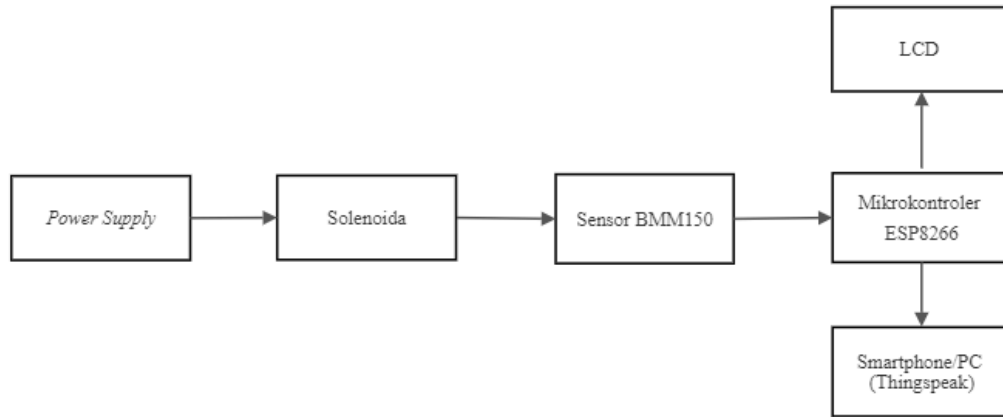 LCD
Power Supply
Solenoida
Sensor BMM150
Mikrokontroler
ESP8266
Smartphone/PC
(Thingspeak)